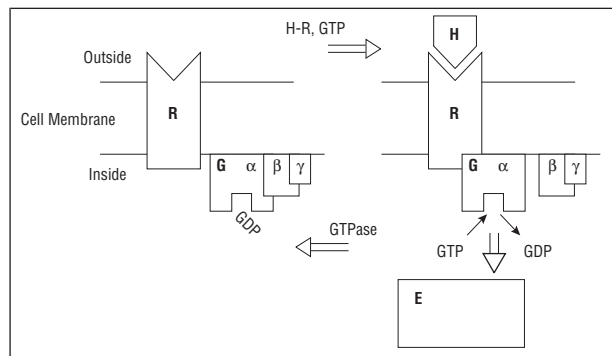 H-R, GTP
Outside
R
Cell Membrane
Inside
G α β γ
GDP
H
R
G α β γ
GTPase
GTP GDP
E